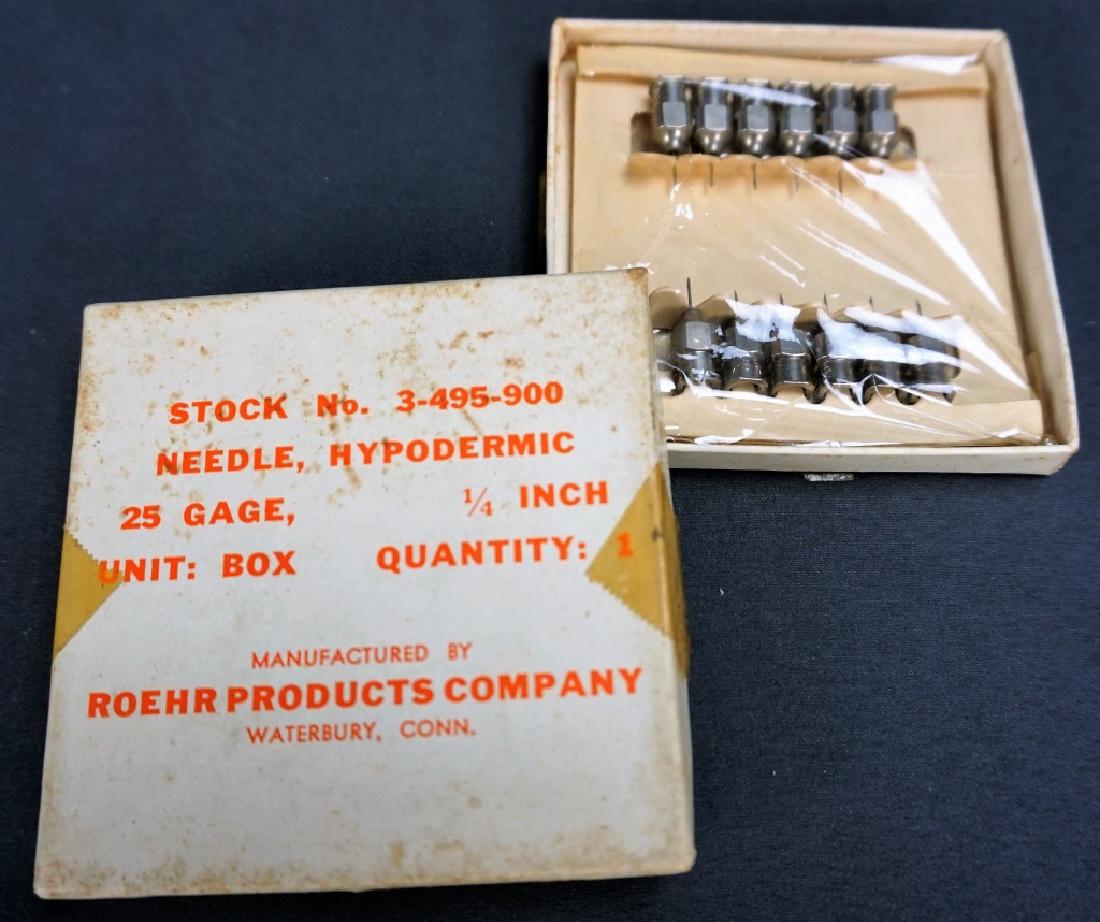 STOCK No. 3-495-900
NEEDLE, HYPODERMIC
25 GAGE, 1/4 INCH
UNIT: BOX QUANTITY: 1
MANUFACTURED BY
ROEHR PRODUCTS COMPANY
WATERBURY, CONN.